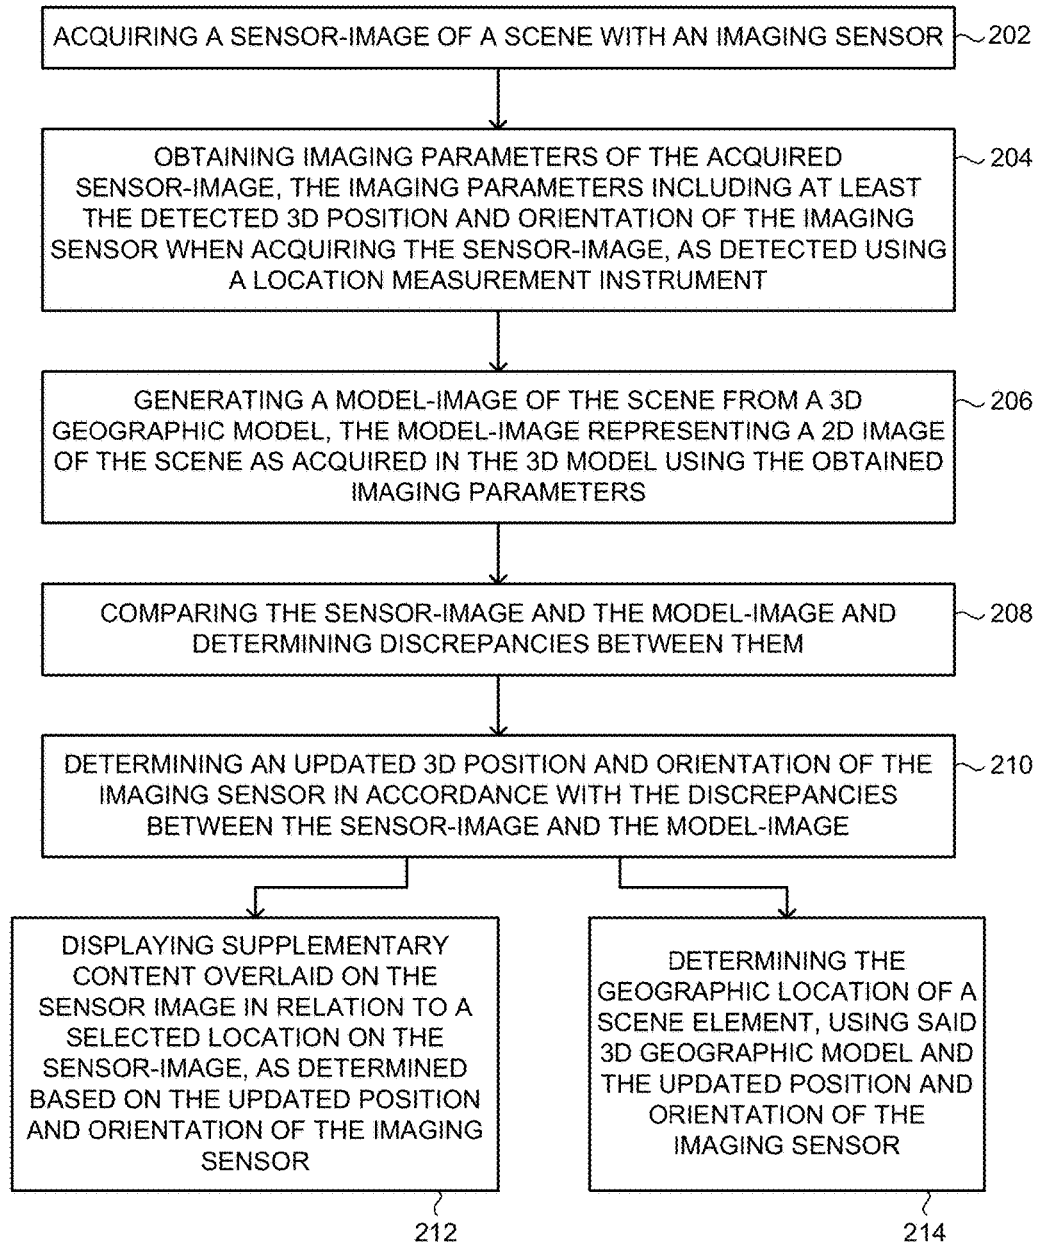 ACQUIRING A SENSOR-IMAGE OF A SCENE WITH AN IMAGING SENSOR
202
OBTAINING IMAGING PARAMETERS OF THE ACQUIRED
SENSOR-IMAGE, THE IMAGING PARAMETERS INCLUDING AT LEAST
THE DETECTED 3D POSITION AND ORIENTATION OF THE IMAGING
SENSOR WHEN ACQUIRING THE SENSOR-IMAGE, AS DETECTED USING
A LOCATION MEASUREMENT INSTRUMENT
204
GENERATING A MODEL-IMAGE OF THE SCENE FROM A 3D
GEOGRAPHIC MODEL, THE MODEL-IMAGE REPRESENTING A 2D IMAGE
OF THE SCENE AS ACQUIRED IN THE 3D MODEL USING THE OBTAINED
IMAGING PARAMETERS
206
COMPARING THE SENSOR-IMAGE AND THE MODEL-IMAGE AND
DETERMINING DISCREPANCIES BETWEEN THEM
208
DETERMINING AN UPDATED 3D POSITION AND ORIENTATION OF THE
IMAGING SENSOR IN ACCORDANCE WITH THE DISCREPANCIES
BETWEEN THE SENSOR-IMAGE AND THE MODEL-IMAGE
210
DISPLAYING SUPPLEMENTARY
CONTENT OVERLAID ON THE
SENSOR IMAGE IN RELATION TO A
SELECTED LOCATION ON THE
SENSOR-IMAGE, AS DETERMINED
BASED ON THE UPDATED POSITION
AND ORIENTATION OF THE IMAGING
SENSOR
212
DETERMINING THE
GEOGRAPHIC LOCATION OF A
SCENE ELEMENT, USING SAID
3D GEOGRAPHIC MODEL AND
THE UPDATED POSITION AND
ORIENTATION OF THE
IMAGING SENSOR
214